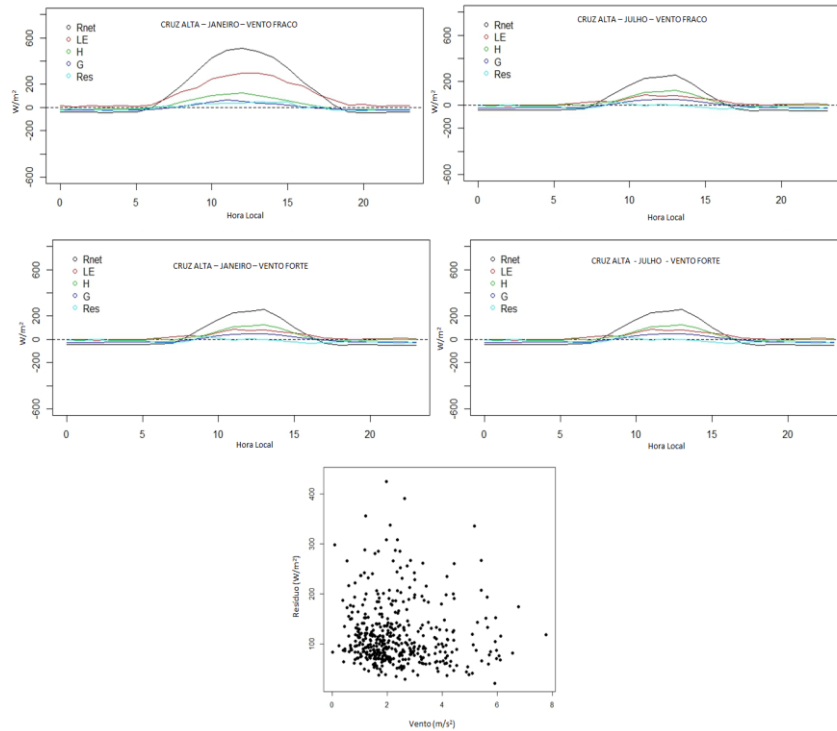 CRUZ ALTA – JANEIRO – VENTO FRACO
Rnet
LE
H
G
Res
W/m²
600
200
0
-200
-600
0
5
10
15
20
Hora Local
CRUZ ALTA – JULHO – VENTO FRACO
Rnet
LE
H
G
Res
W/m²
600
200
0
-200
-600
0
5
10
15
20
Hora Local
CRUZ ALTA – JANEIRO – VENTO FORTE
Rnet
LE
H
G
Res
W/m²
600
200
0
-200
-600
0
5
10
15
20
Hora Local
CRUZ ALTA - JULHO - VENTO FORTE
Rnet
LE
H
G
Res
W/m²
600
200
0
-200
-600
0
5
10
15
20
Hora Local
Resíduo (W/m²)
400
300
200
100
0
2
4
6
8
Vento (m/s²)